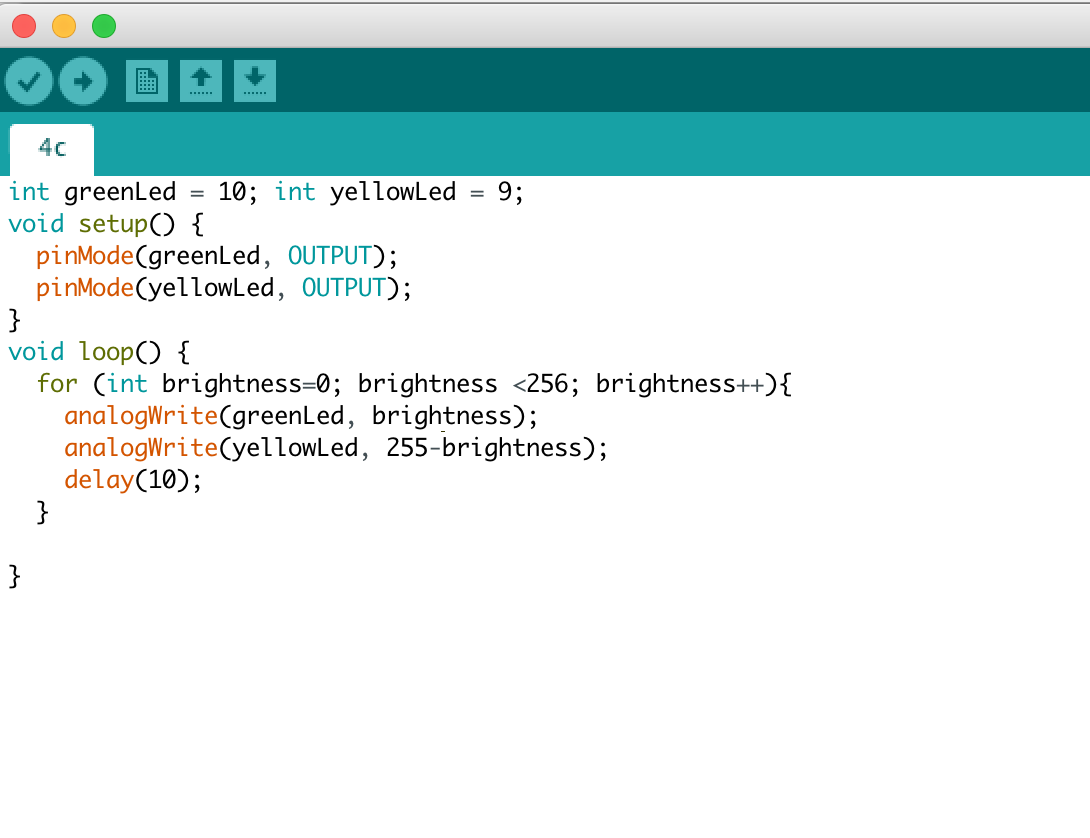 4c
int greenLed = 10; int yellowLed = 9;
void setup() {
  pinMode(greenLed, OUTPUT);
  pinMode(yellowLed, OUTPUT);
}
void loop() {
  for (int brightness=0; brightness <256; brightness++){
    analogWrite(greenLed, brightness);
    analogWrite(yellowLed, 255-brightness);
    delay(10);
  }
}